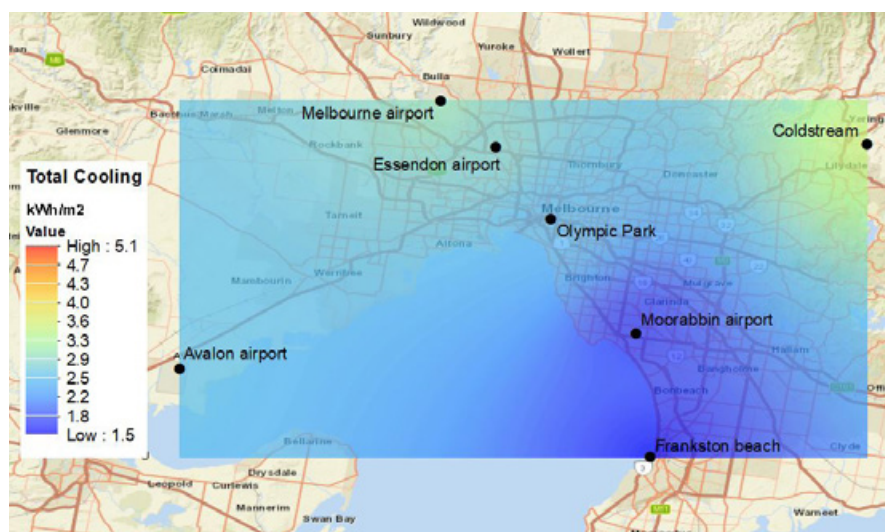 Wildwood
Sunbury
Yuroke
Wollert
Coimadai
Bulla
Melton
Melbourne airport
Glenmore
Rockbank
Coldstream
Essendon airport
Thornbury
Lilydale
Doncaster
Total Cooling
kWh/m2
Value
High : 5.1
4.7
4.3
4.0
3.6
3.3
2.9
2.5
2.2
1.8
Low : 1.5
Tarneit
Melbourne
Olympic Park
Altona
Mambourin
Werribee
Brighton
Mulgrave
Clarinda
Moorabbin airport
Avalon airport
Hallam
Bangholme
Bonbeach
Frankston beach
Clyde
Bellarine
Drysdale
Leopold
Curlewis
Mannerim
Swan Bay
Warneet